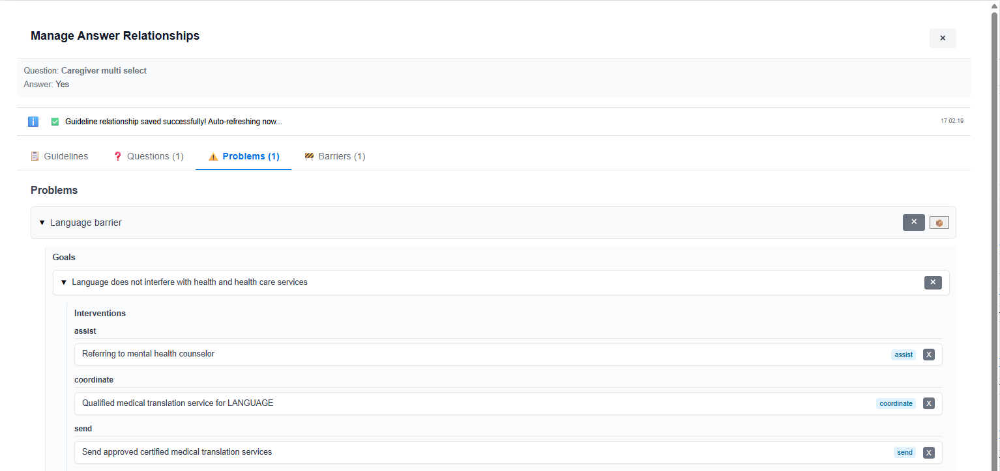 Manage Answer Relationships
✕
Question: Caregiver multi select
Answer: Yes
Guideline relationship saved successfully! Auto-refreshing now...
17:02:19
Guidelines
Questions (1)
Problems (1)
Barriers (1)
Problems
Language barrier
✕
Goals
Language does not interfere with health and health care services
✕
Interventions
assist
Referring to mental health counselor
assist
X
coordinate
Qualified medical translation service for LANGUAGE
coordinate
X
send
Send approved certified medical translation services
send
X